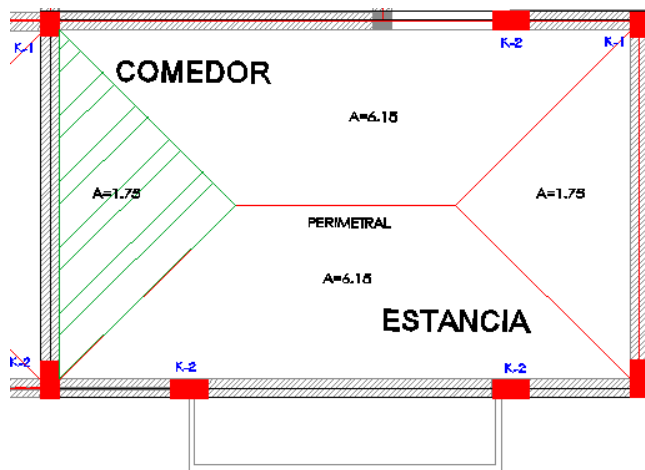 K-1
K-2
K-1
COMEDOR
A=6.15
A=1.75
A=1.75
PERIMETRAL
A=6.15
ESTANCIA
K-2
K-2
K-2